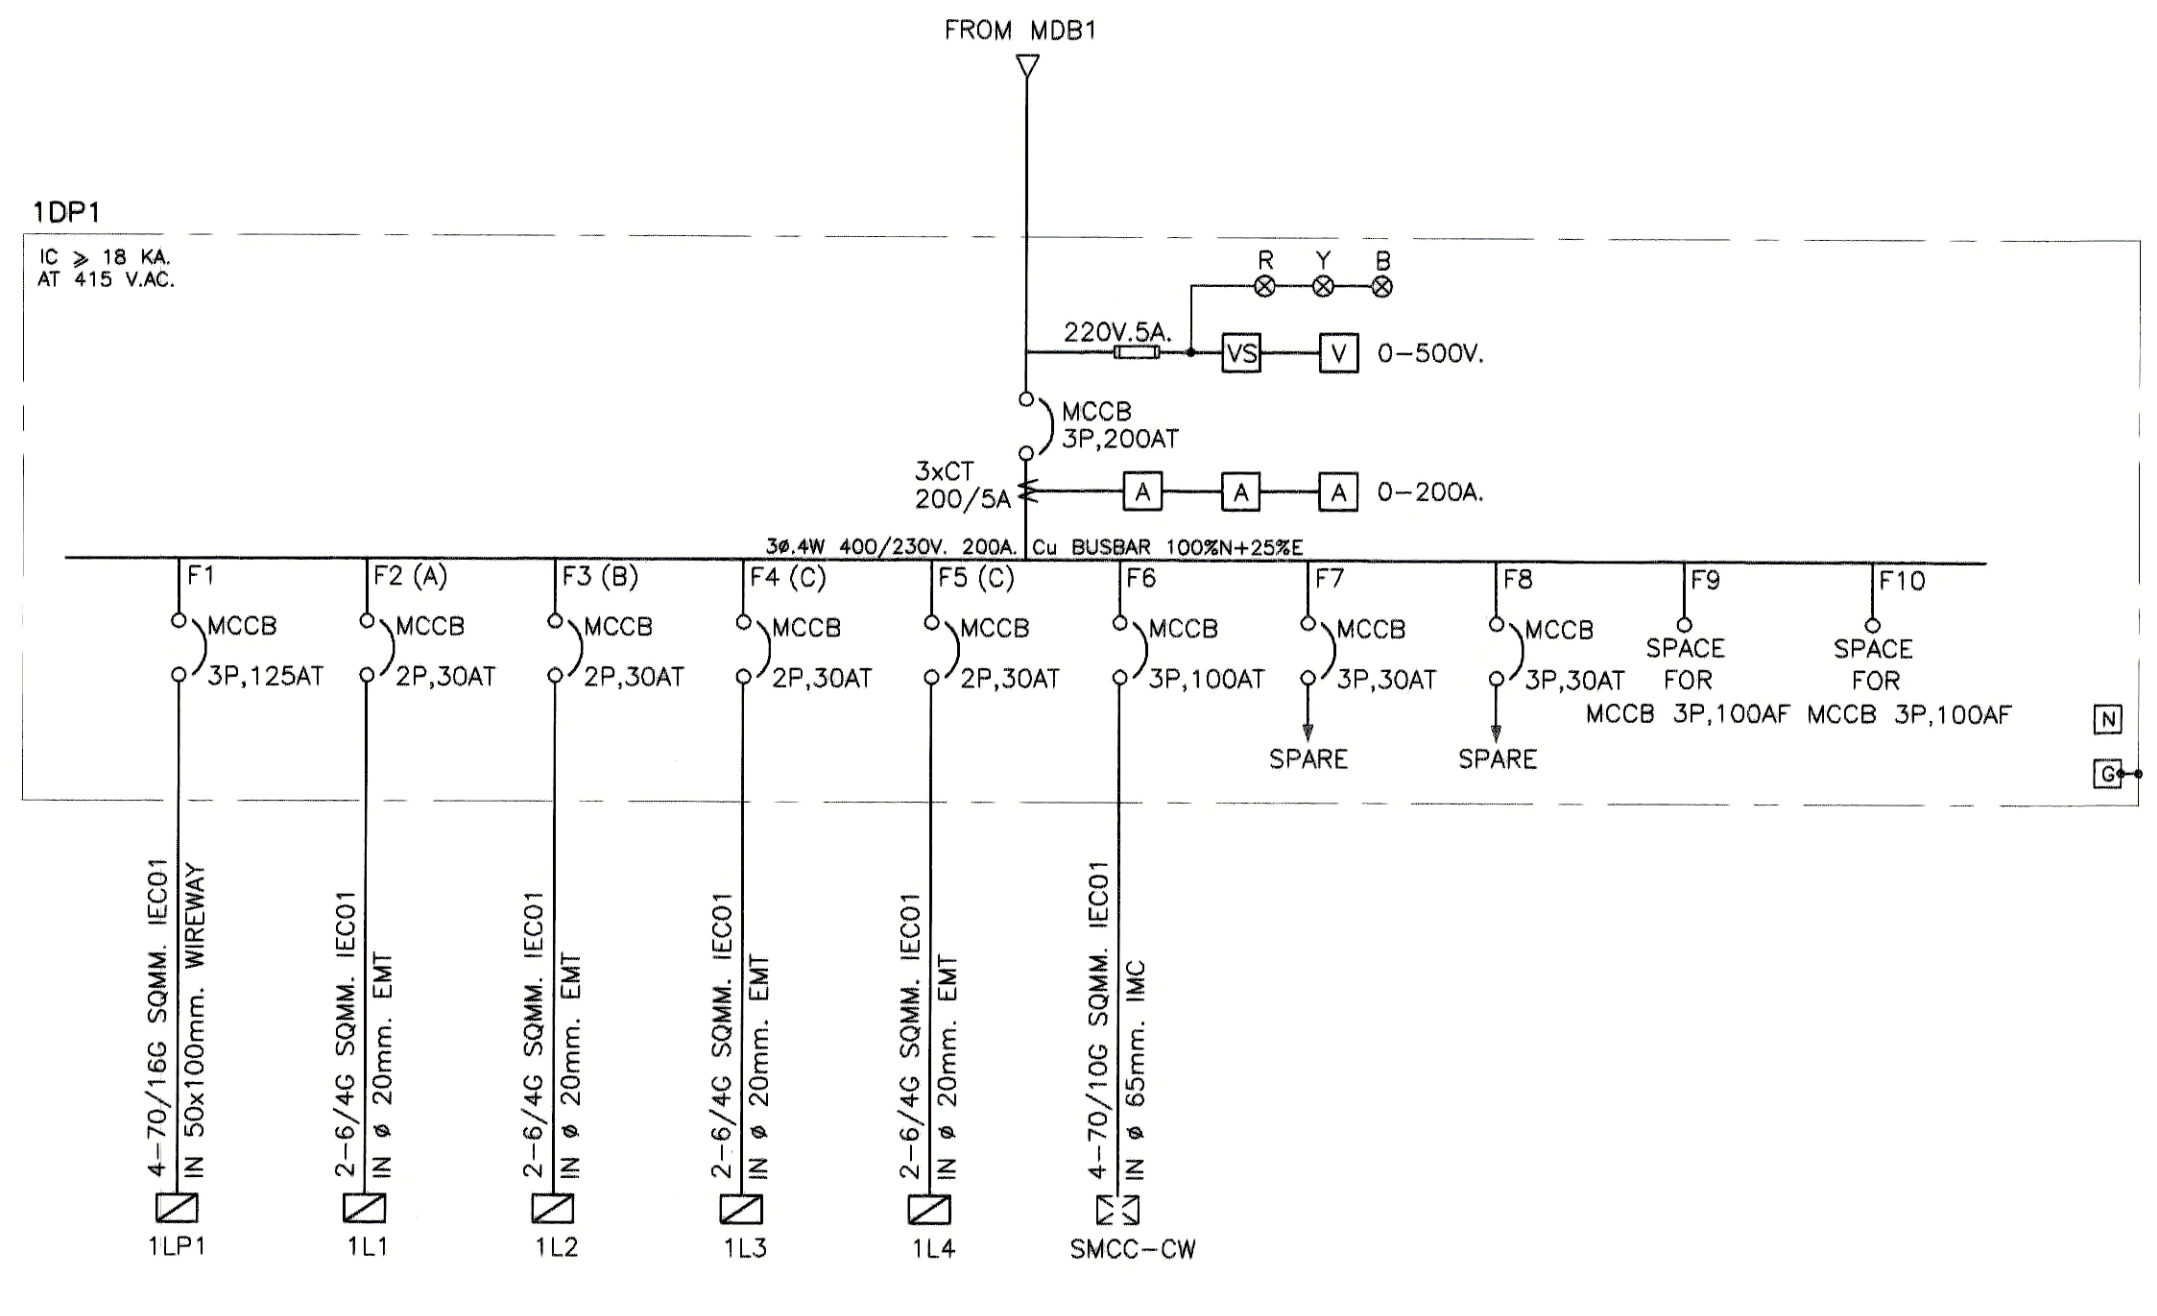 FROM MDB1
1DP1
IC ⩾ 18 KA.
AT 415 V.AC.
R Y B
220V.5A.
VS V 0-500V.
MCCB
3P,200AT
3xCT
200/5A
A A A 0-200A.
3ø.4W 400/230V. 200A. Cu BUSBAR 100%N+25%E
F1
MCCB
3P,125AT
F2 (A)
MCCB
2P,30AT
F3 (B)
MCCB
2P,30AT
F4 (C)
MCCB
2P,30AT
F5 (C)
MCCB
2P,30AT
F6
MCCB
3P,100AT
F7
MCCB
3P,30AT
SPARE
F8
MCCB
3P,30AT
SPARE
F9
SPACE
FOR
MCCB 3P,100AF
F10
SPACE
FOR
MCCB 3P,100AF
N
G
4-70/16G SQMM. IEC01
IN 50x100mm. WIREWAY
1LP1
2-6/4G SQMM. IEC01
IN ø 20mm. EMT
1L1
2-6/4G SQMM. IEC01
IN ø 20mm. EMT
1L2
2-6/4G SQMM. IEC01
IN ø 20mm. EMT
1L3
2-6/4G SQMM. IEC01
IN ø 20mm. EMT
1L4
4-70/10G SQMM. IEC01
IN ø 65mm. IMC
SMCC-CW